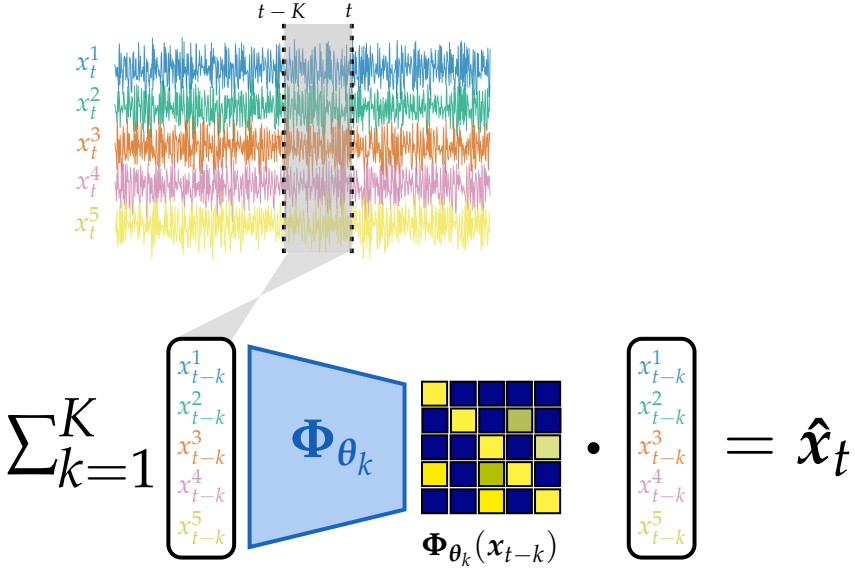 t − K t
x_t^1
x_t^2
x_t^3
x_t^4
x_t^5
∑_{k=1}^K x_{t−k}^1 x_{t−k}^2 x_{t−k}^3 x_{t−k}^4 x_{t−k}^5 Φ_{θ_k} · x_{t−k}^1 x_{t−k}^2 x_{t−k}^3 x_{t−k}^4 x_{t−k}^5 = x̂_t
Φ_{θ_k}(x_{t−k})